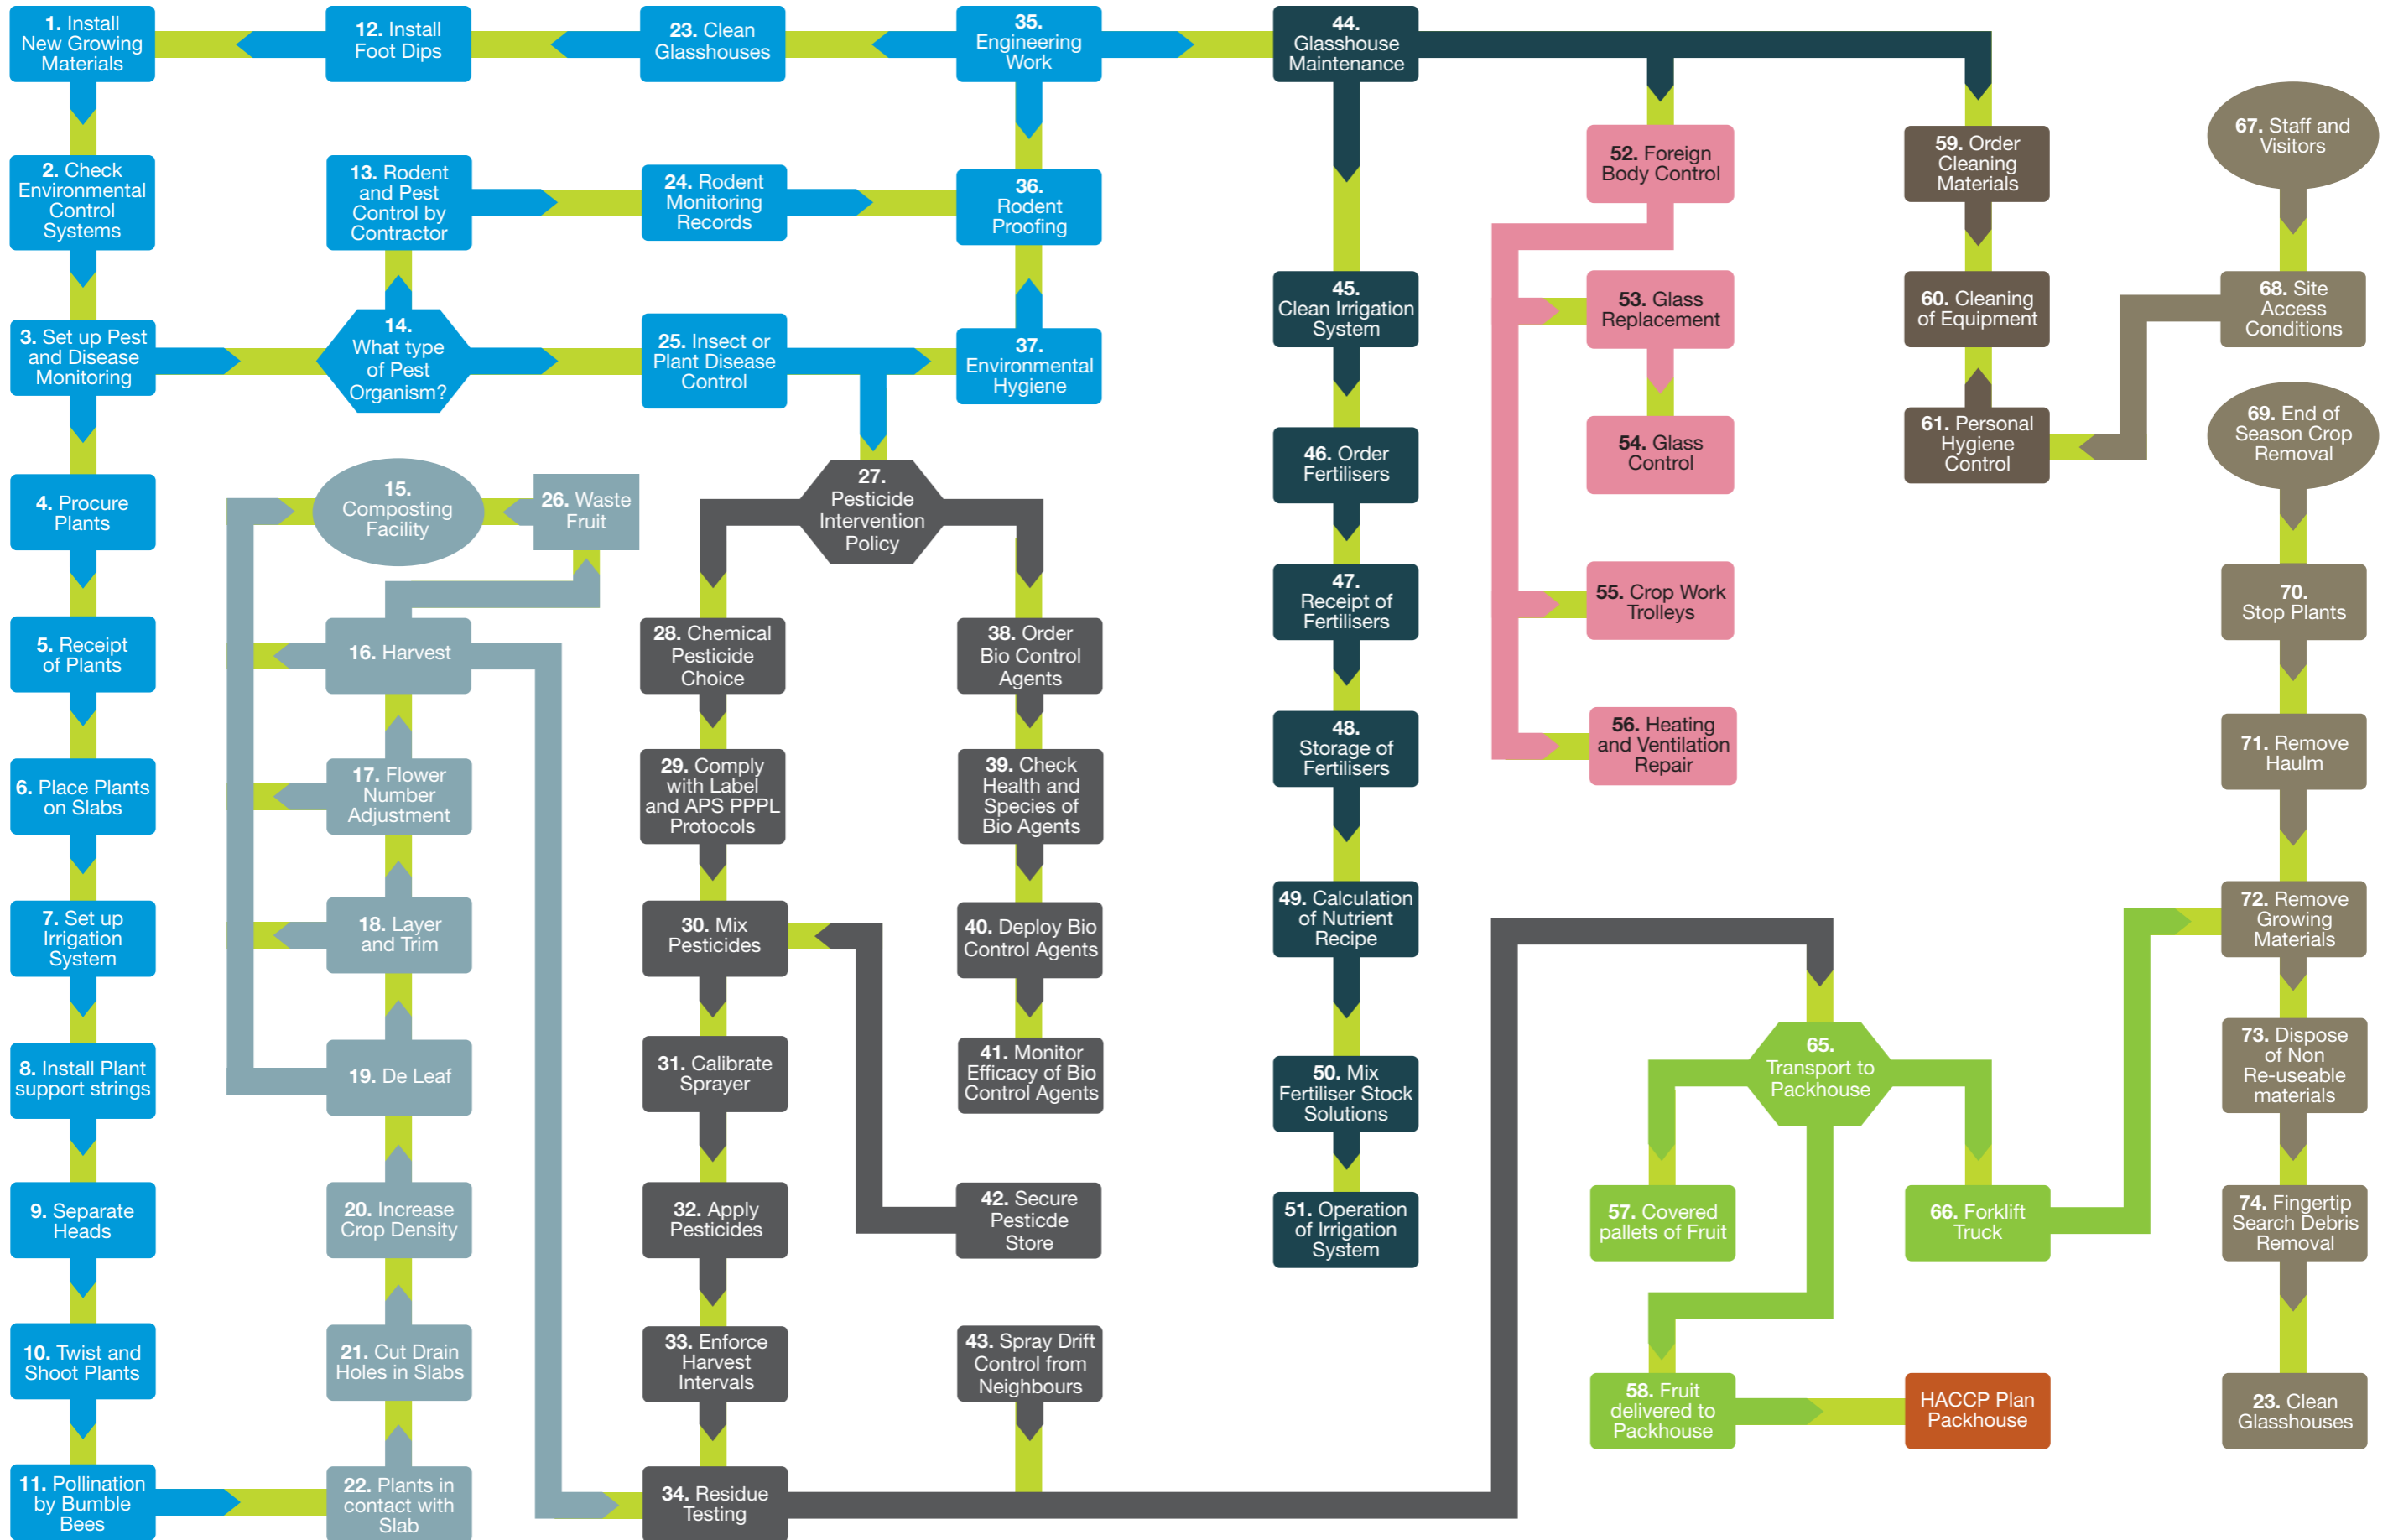 1. Install
New Growing
Materials
12. Install
Foot Dips
23. Clean
Glasshouses
35.
Engineering
Work
44.
Glasshouse
Maintenance
2. Check
Environmental
Control
Systems
13. Rodent
and Pest
Control by
Contractor
24. Rodent
Monitoring
Records
36.
Rodent
Proofing
52. Foreign
Body Control
59. Order
Cleaning
Materials
67. Staff and
Visitors
3. Set up Pest
and Disease
Monitoring
14.
What type
of Pest
Organism?
25. Insect or
Plant Disease
Control
37.
Environmental
Hygiene
45.
Clean Irrigation
System
53. Glass
Replacement
60. Cleaning
of Equipment
68. Site
Access
Conditions
4. Procure
Plants
15.
Composting
Facility
26. Waste
Fruit
27.
Pesticide
Intervention
Policy
46. Order
Fertilisers
54. Glass
Control
61. Personal
Hygiene
Control
69. End of
Season Crop
Removal
5. Receipt
of Plants
16. Harvest
28. Chemical
Pesticide
Choice
38. Order
Bio Control
Agents
47.
Receipt of
Fertilisers
55. Crop Work
Trolleys
70.
Stop Plants
6. Place Plants
on Slabs
17. Flower
Number
Adjustment
29. Comply
with Label
and APS PPPL
Protocols
39. Check
Health and
Species of
Bio Agents
48.
Storage of
Fertilisers
56. Heating
and Ventilation
Repair
71. Remove
Haulm
7. Set up
Irrigation
System
18. Layer
and Trim
30. Mix
Pesticides
40. Deploy Bio
Control Agents
49. Calculation
of Nutrient
Recipe
72. Remove
Growing
Materials
8. Install Plant
support strings
19. De Leaf
31. Calibrate
Sprayer
41. Monitor
Efficacy of Bio
Control Agents
50. Mix
Fertiliser Stock
Solutions
65.
Transport to
Packhouse
73. Dispose
of Non
Re-useable
materials
9. Separate
Heads
20. Increase
Crop Density
32. Apply
Pesticides
42. Secure
Pesticde
Store
51. Operation
of Irrigation
System
57. Covered
pallets of Fruit
66. Forklift
Truck
74. Fingertip
Search Debris
Removal
10. Twist and
Shoot Plants
21. Cut Drain
Holes in Slabs
33. Enforce
Harvest
Intervals
43. Spray Drift
Control from
Neighbours
58. Fruit
delivered to
Packhouse
HACCP Plan
Packhouse
23. Clean
Glasshouses
11. Pollination
by Bumble
Bees
22. Plants in
contact with
Slab
34. Residue
Testing